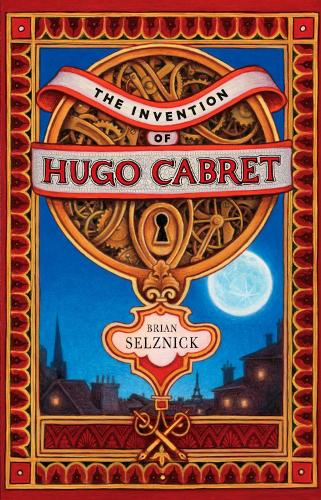 THE INVENTION
OF
HUGO CABRET
BRIAN
SELZNICK